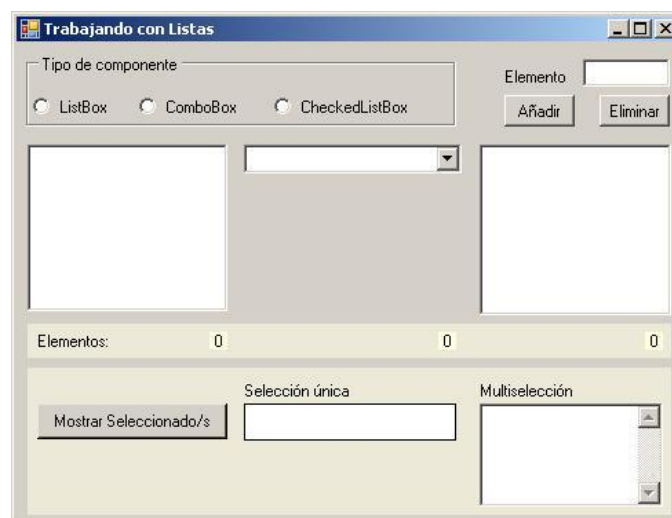 Trabajando con Listas
Tipo de componente
ListBox ComboBox CheckedListBox
Elemento
Añadir Eliminar
Elementos: 0 0 0
Selección única Multiselección
Mostrar Seleccionado/s